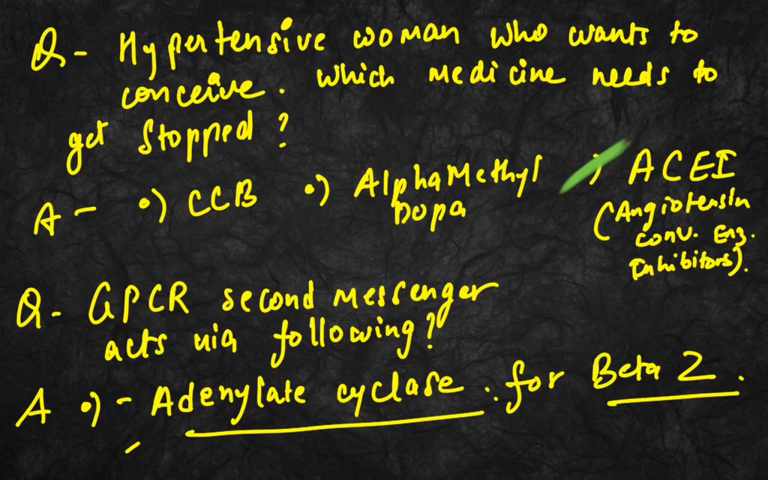 Q- Hypertensive woman who wants to
conceive. Which medicine needs to
get stopped?
A- •) CCB •) AlphaMethyl Dopa •) ACEI
(Angiotensin
conv. Enz.
Inhibitors).
Q- GPCR second messenger
acts via following?
A •) - Adenylate cyclase. for Beta 2.